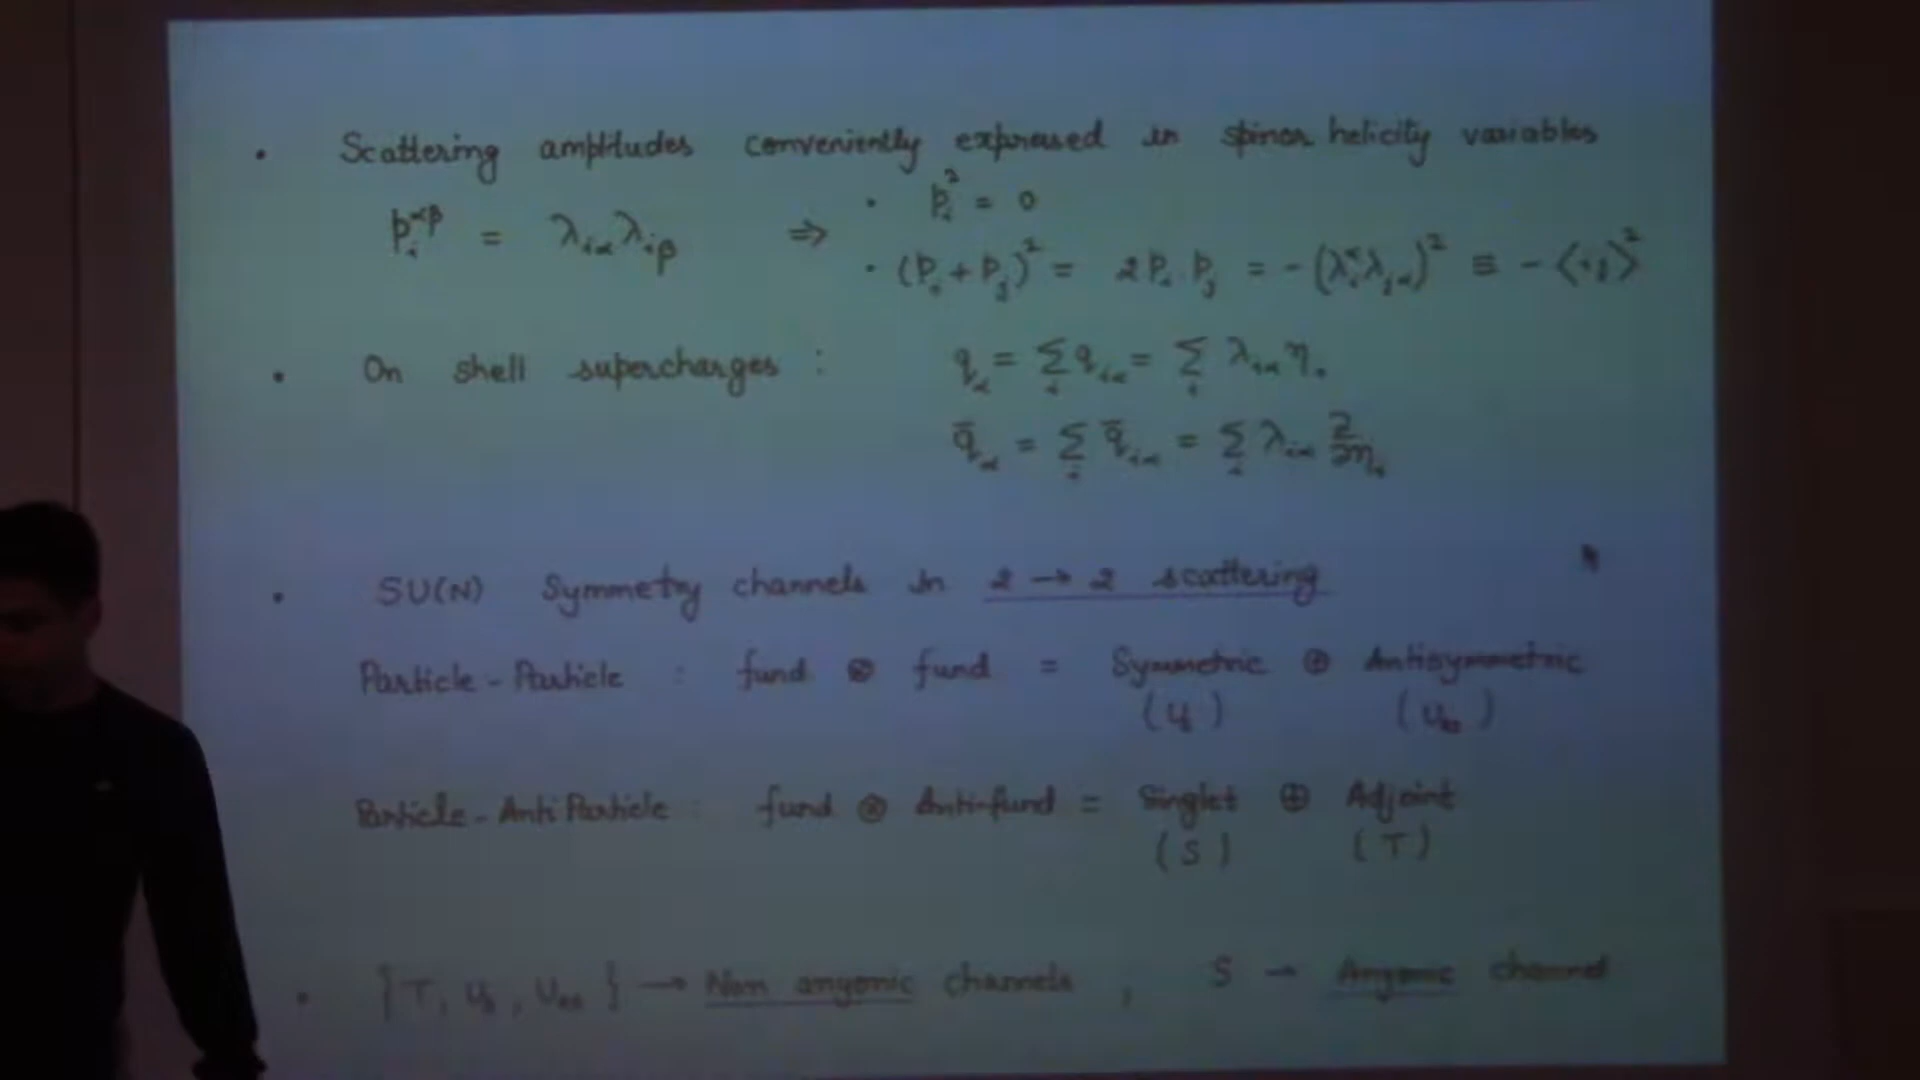 • Scattering amplitudes conveniently expressed in spinor helicity variables
p_i^{αβ} = λ_{iα} λ_{iβ} ⇒ • p_i^2 = 0
• (p_i + p_j)^2 = 2 p_i · p_j = - (λ_i^α λ_{jα})^2 ≡ - ⟨ij⟩^2
• On shell supercharges : q_α = Σ_i q_{iα} = Σ_i λ_{iα} η_i
q̄_α = Σ_i q̄_{iα} = Σ_i λ_{iα} ∂/∂η_i
• SU(N) Symmetry channels in 2 → 2 scattering
Particle - Particle : fund ⊗ fund = Symmetric ⊕ Antisymmetric
(U_s) (U_as)
Particle - Anti Particle : fund ⊗ Anti-fund = Singlet ⊕ Adjoint
(S) (T)
• {T, U_s, U_as} → Non anyonic channels , S → Anyonic channel